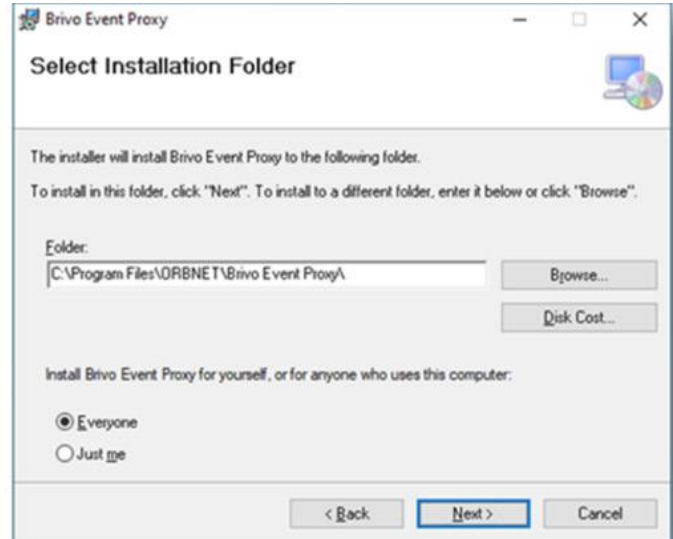 Brivo Event Proxy
Select Installation Folder
The installer will install Brivo Event Proxy to the following folder.
To install in this folder, click "Next". To install to a different folder, enter it below or click "Browse".
Folder:
C:\Program Files\ORBNET\Brivo Event Proxy\
Browse...
Disk Cost...
Install Brivo Event Proxy for yourself, or for anyone who uses this computer:
Everyone
Just me
< Back Next > Cancel